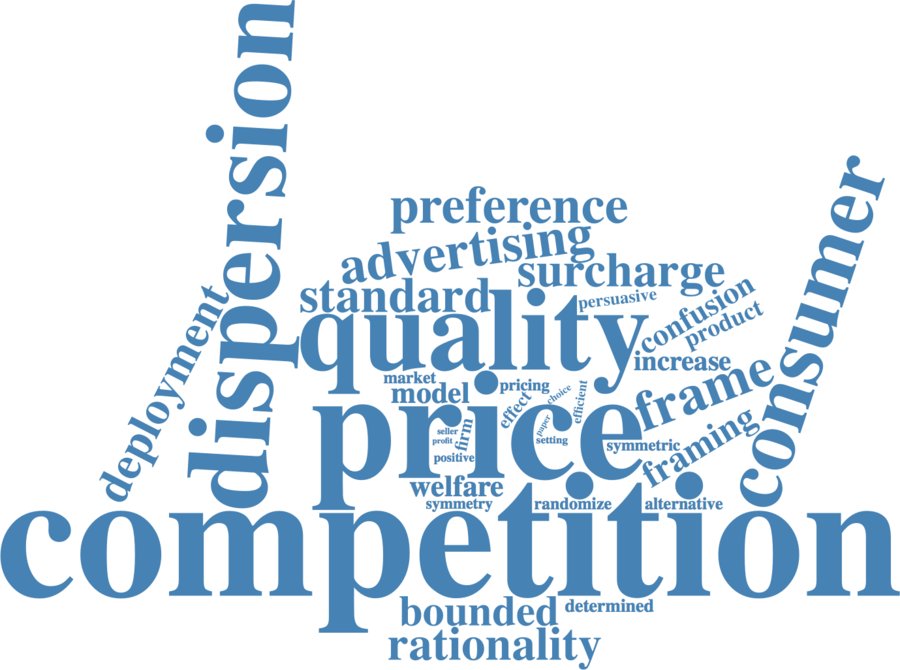 dispersion
preference
advertising
surcharge
standard
quality
persuasive
confusion
product
consumer
deployment
increase
market
model
pricing
choice
efficient
effect
frame
price
seller
profit
firm
paper
setting
positive
symmetric
framing
welfare
symmetry
randomize
alternative
competition
bounded
determined
rationality